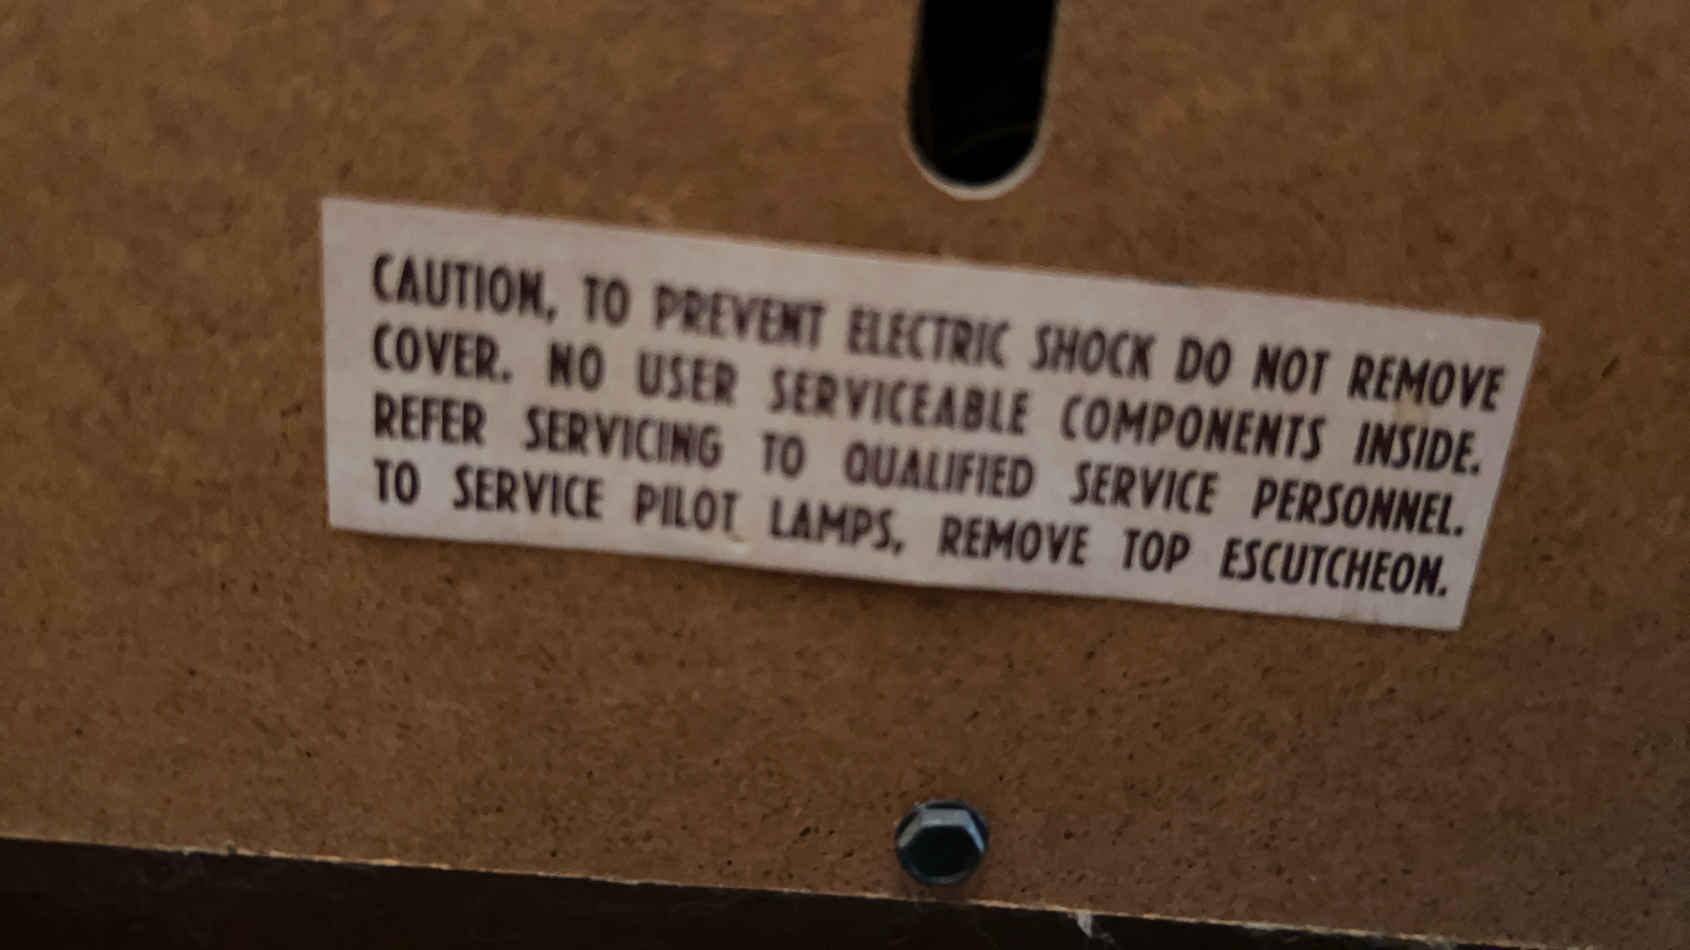 CAUTION, TO PREVENT ELECTRIC SHOCK DO NOT REMOVE
COVER. NO USER SERVICEABLE COMPONENTS INSIDE.
REFER SERVICING TO QUALIFIED SERVICE PERSONNEL.
TO SERVICE PILOT LAMPS, REMOVE TOP ESCUTCHEON.